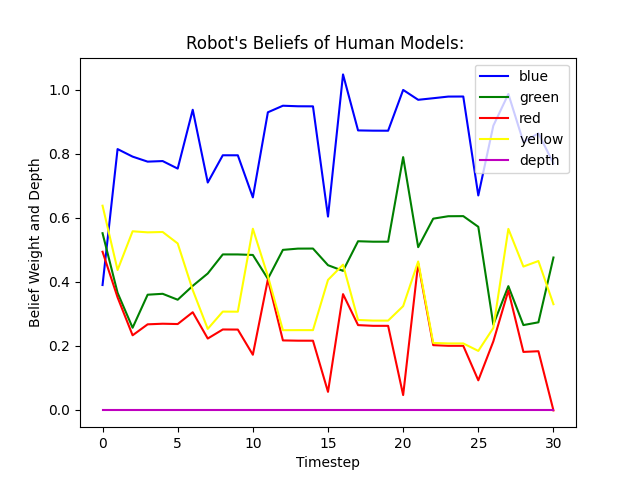 Robot's Beliefs of Human Models:
blue
green
red
yellow
depth
Belief Weight and Depth
1.0
0.8
0.6
0.4
0.2
0.0
0 5 10 15 20 25 30
Timestep